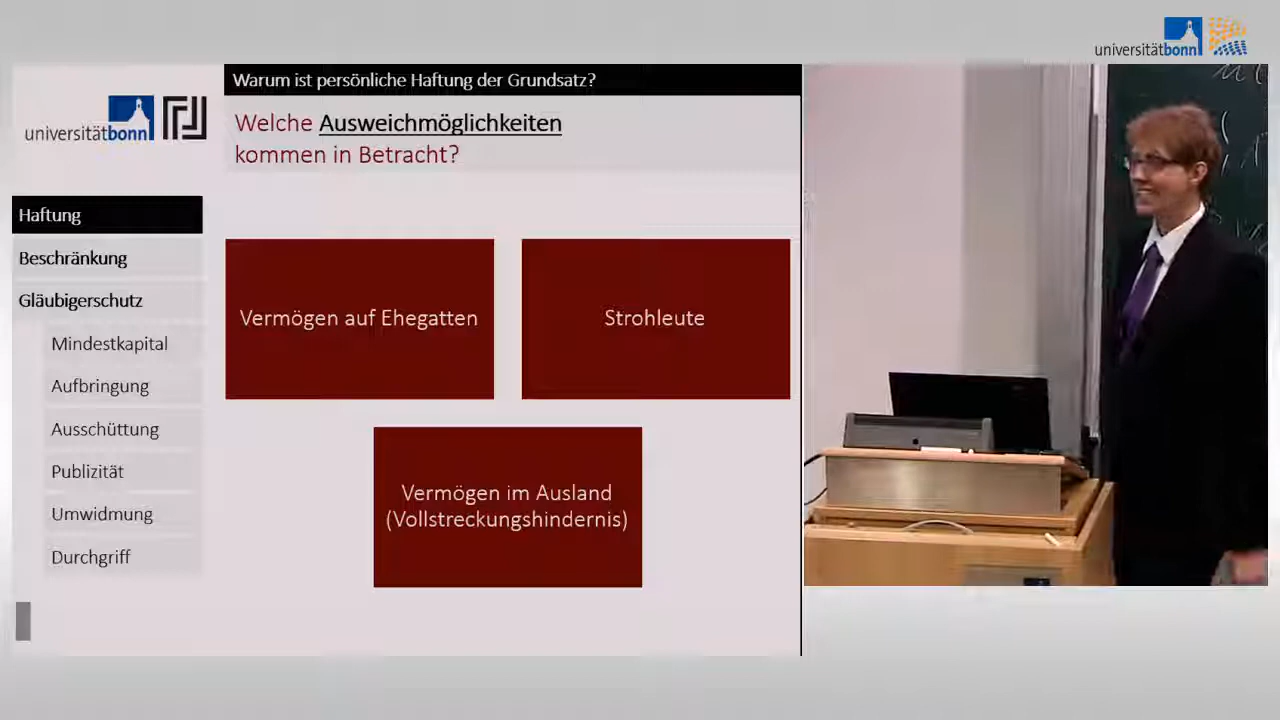 universitätbonn
Warum ist persönliche Haftung der Grundsatz?
universitätbonn
Welche Ausweichmöglichkeiten
kommen in Betracht?
Haftung
Beschränkung
Gläubigerschutz
Mindestkapital
Aufbringung
Ausschüttung
Publizität
Umwidmung
Durchgriff
Vermögen auf Ehegatten
Strohleute
Vermögen im Ausland
(Vollstreckungshindernis)